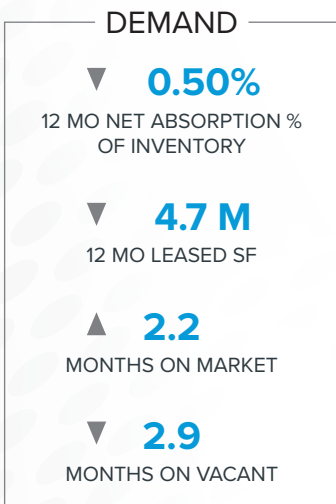 DEMAND
▼ 0.50%
12 MO NET ABSORPTION %
OF INVENTORY
▼ 4.7 M
12 MO LEASED SF
▲ 2.2
MONTHS ON MARKET
▼ 2.9
MONTHS ON VACANT